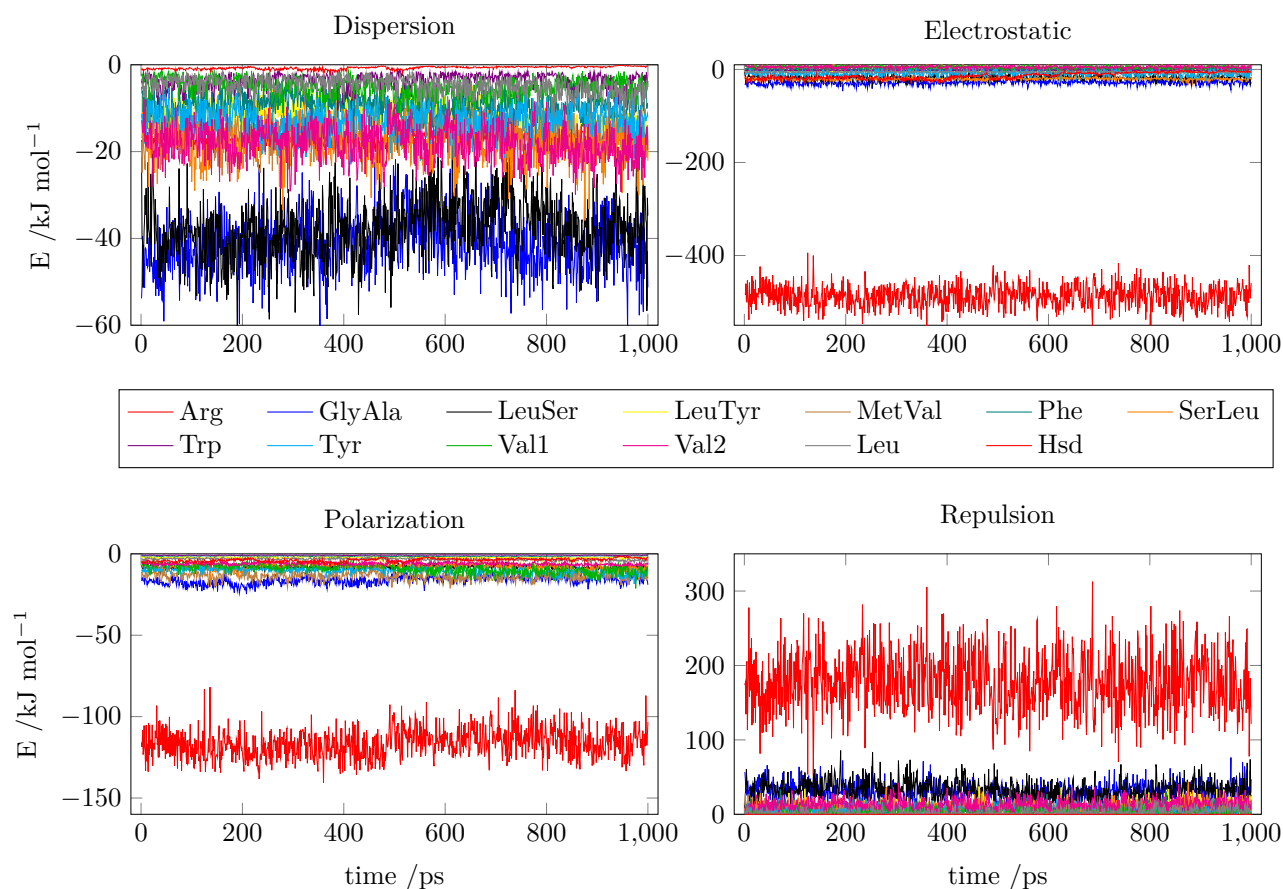 Dispersion
Electrostatic
0
−20
−40
−60
E /kJ mol−1
0 200 400 600 800 1,000
0
−200
−400
0 200 400 600 800 1,000
Arg GlyAla LeuSer LeuTyr MetVal Phe SerLeu
Trp Tyr Val1 Val2 Leu Hsd
Polarization
Repulsion
0
−50
−100
−150
E /kJ mol−1
0 200 400 600 800 1,000
time /ps
300
200
100
0
0 200 400 600 800 1,000
time /ps